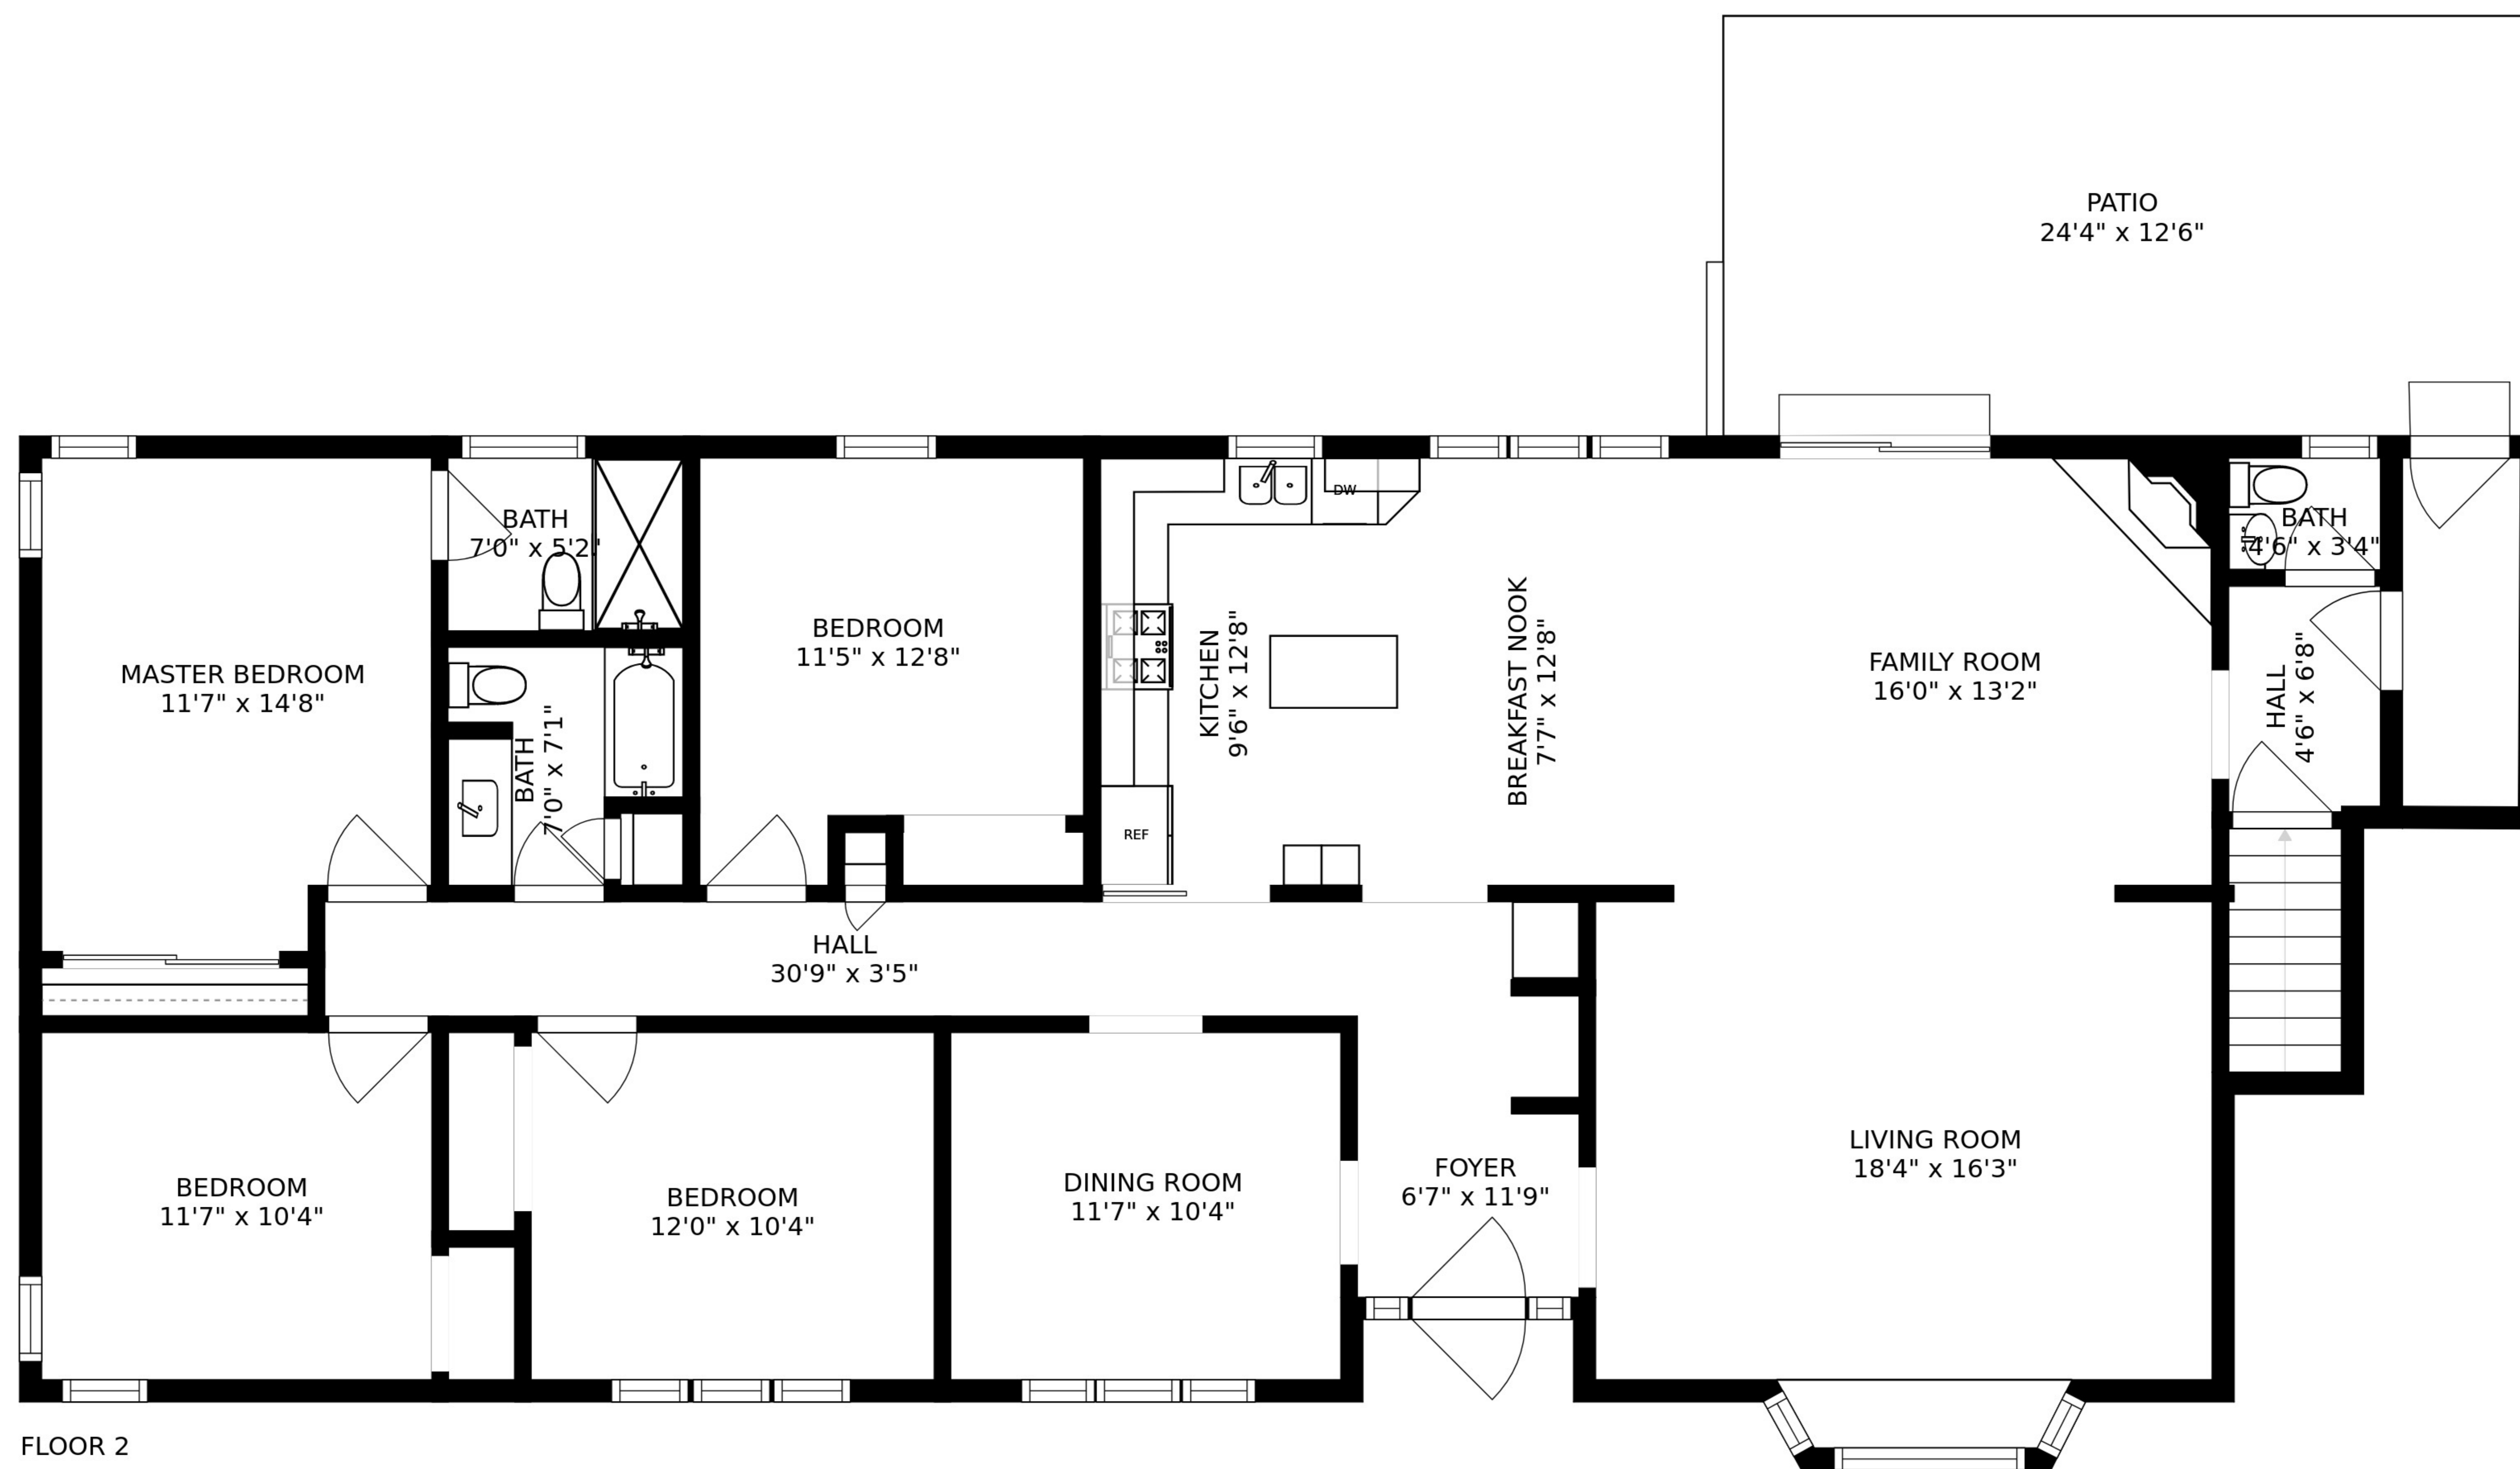 PATIO
24'4" x 12'6"
BATH
7'0" x 5'2"
DW
BATH
4'6" x 3'4"
MASTER BEDROOM
11'7" x 14'8"
BEDROOM
11'5" x 12'8"
KITCHEN
9'6" x 12'8"
BREAKFAST NOOK
7'7" x 12'8"
FAMILY ROOM
16'0" x 13'2"
HALL
4'6" x 6'8"
BATH
7'0" x 7'1"
REF
HALL
30'9" x 3'5"
BEDROOM
11'7" x 10'4"
BEDROOM
12'0" x 10'4"
DINING ROOM
11'7" x 10'4"
FOYER
6'7" x 11'9"
LIVING ROOM
18'4" x 16'3"
FLOOR 2